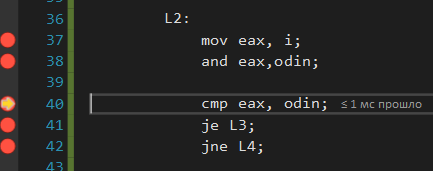 36 L2:
37 mov eax, i;
38 and eax,odin;
39
40 cmp eax, odin; ≤ 1 мс прошло
41 je L3;
42 jne L4;
43